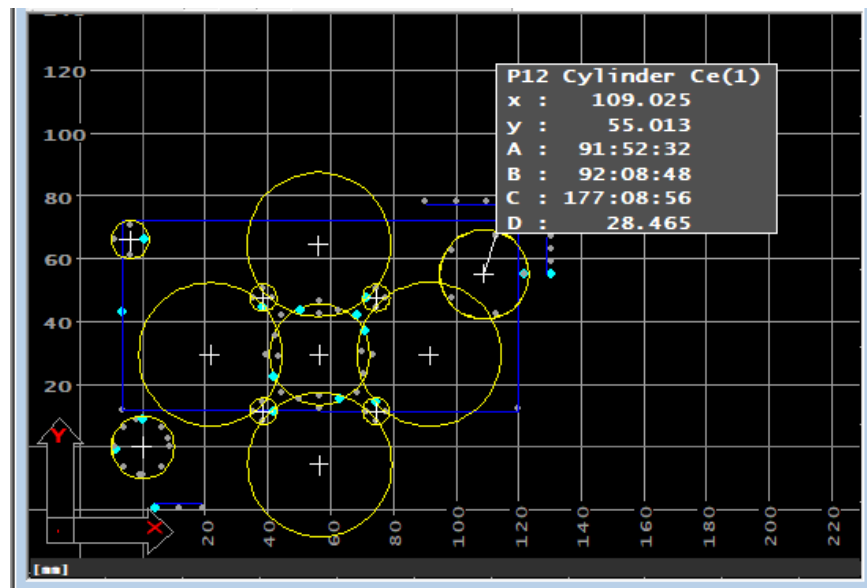 120
P12 Cylinder Ce(1)
x : 109.025
100
y : 55.013
A : 91:52:32
B : 92:08:48
80
C : 177:08:56
D : 28.465
60
40
20
Y
X
20
40
60
80
100
120
140
160
180
200
220
[mm]